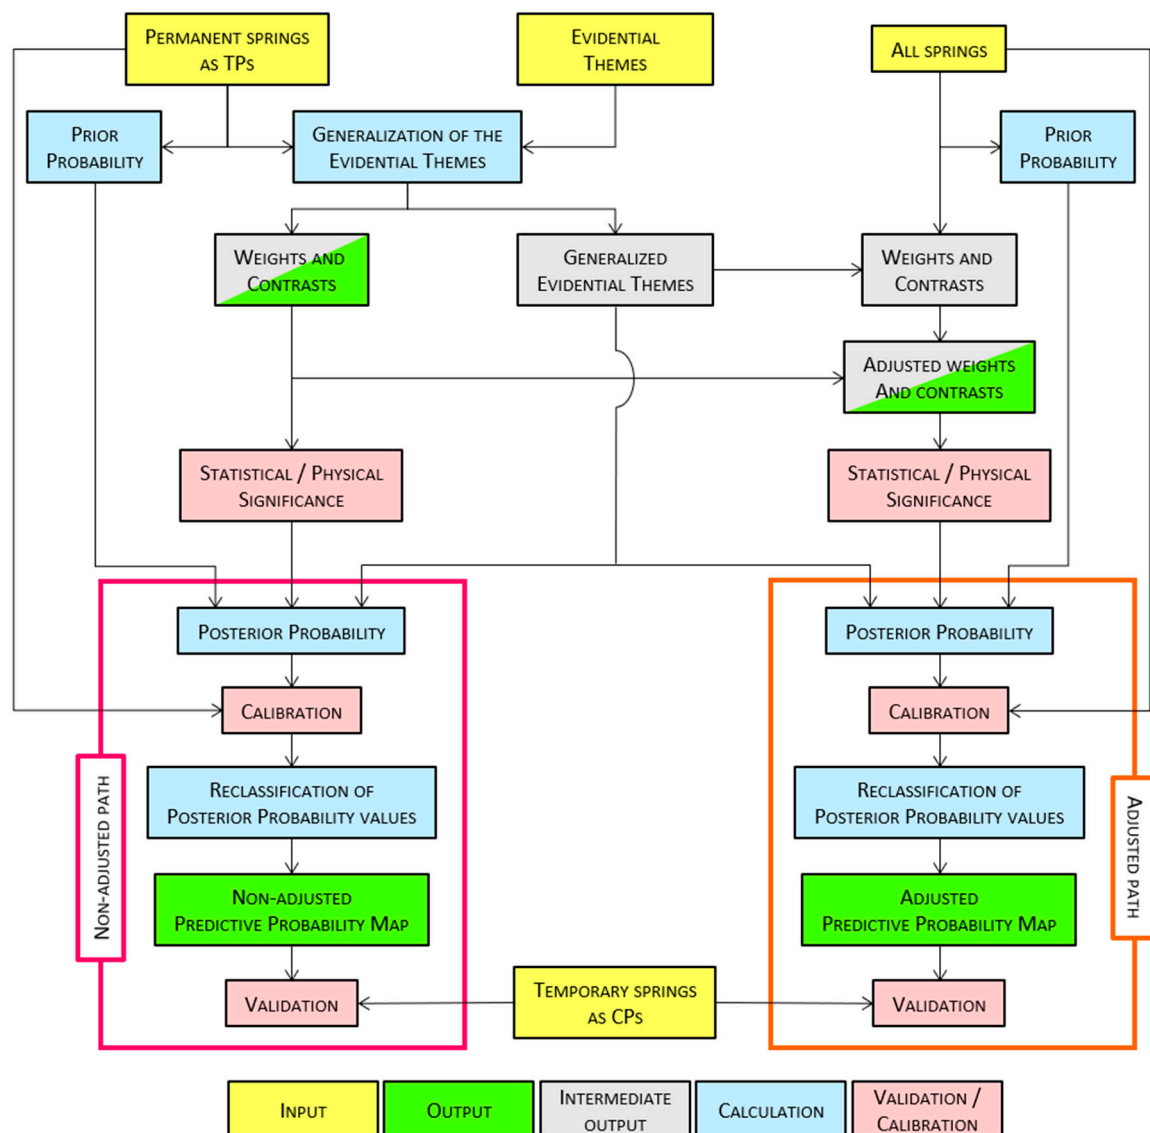 PERMANENT SPRINGS
AS TPS
EVIDENTIAL
THEMES
ALL SPRINGS
PRIOR
PROBABILITY
GENERALIZATION OF THE
EVIDENTIAL THEMES
PRIOR
PROBABILITY
WEIGHTS AND
CONTRASTS
GENERALIZED
EVIDENTIAL THEMES
WEIGHTS AND
CONTRASTS
ADJUSTED WEIGHTS
AND CONTRASTS
STATISTICAL / PHYSICAL
SIGNIFICANCE
STATISTICAL / PHYSICAL
SIGNIFICANCE
POSTERIOR PROBABILITY
POSTERIOR PROBABILITY
CALIBRATION
CALIBRATION
NON-ADJUSTED PATH
RECLASSIFICATION OF
POSTERIOR PROBABILITY VALUES
RECLASSIFICATION OF
POSTERIOR PROBABILITY VALUES
ADJUSTED PATH
NON-ADJUSTED
PREDICTIVE PROBABILITY MAP
ADJUSTED
PREDICTIVE PROBABILITY MAP
VALIDATION
TEMPORARY SPRINGS
AS CPS
VALIDATION
INPUT
OUTPUT
INTERMEDIATE
OUTPUT
CALCULATION
VALIDATION /
CALIBRATION